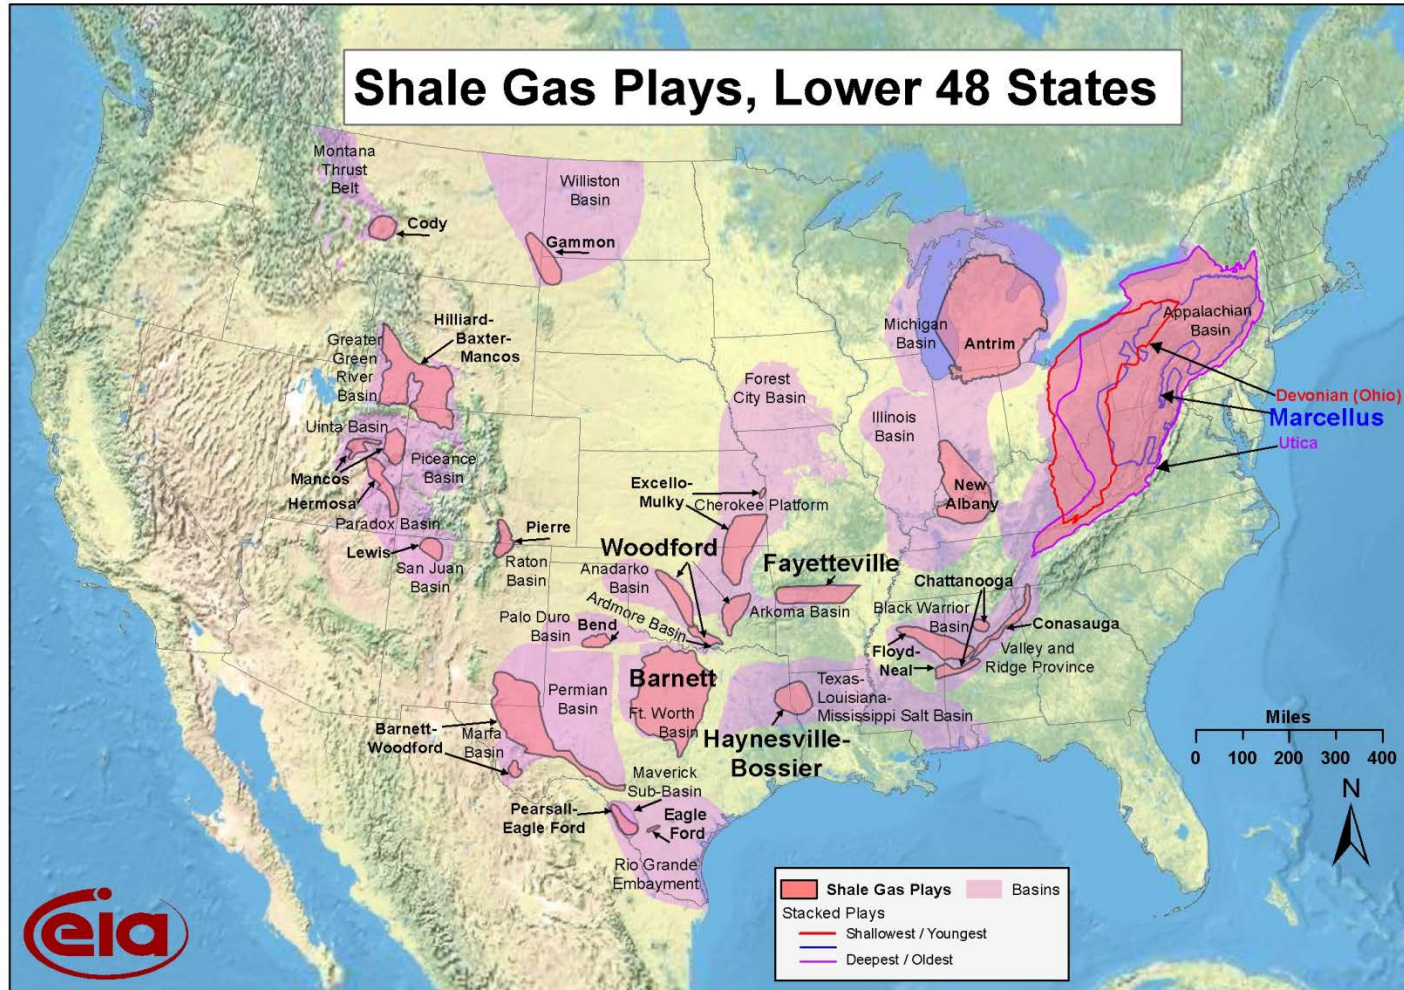 Shale Gas Plays, Lower 48 States
Montana
Thrust
Belt
Cody
Williston
Basin
Gammon
Hilliard-
Baxter-
Mancos
Greater
Green
River
Basin
Uinta Basin
Mancos
Piceance
Basin
Hermosa
Paradox Basin
Lewis
San Juan
Basin
Pierre
Raton
Basin
Forest
City Basin
Excello-
Mulky
Cherokee Platform
Michigan
Basin
Antrim
Illinois
Basin
New
Albany
Appalachian
Basin
Devonian (Ohio)
Marcellus
Utica
Woodford
Anadarko
Basin
Ardmore Basin
Fayetteville
Arkoma Basin
Palo Duro
Basin
Bend
Chattanooga
Black Warrior
Basin
Conasauga
Floyd-
Neal
Valley and
Ridge Province
Barnett
Ft. Worth
Basin
Permian
Basin
Barnett-
Woodford
Marfa
Basin
Texas-
Louisiana-
Mississippi Salt Basin
Haynesville-
Bossier
Maverick
Sub-Basin
Pearsall-
Eagle Ford
Eagle
Ford
Rio Grande
Embayment
Miles
0 100 200 300 400
N
Shale Gas Plays
Basins
Stacked Plays
Shallowest / Youngest
Deepest / Oldest
eia